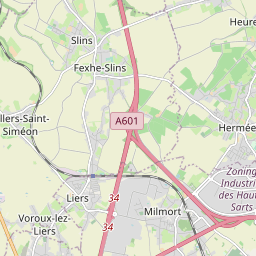 Heure
Slins
Fexhe-Slins
A601
llers-Saint-
Siméon
Hermée
Zoning
Industri
des Haut
Sarts
34
Liers
34
Milmort
Voroux-lez-
Liers